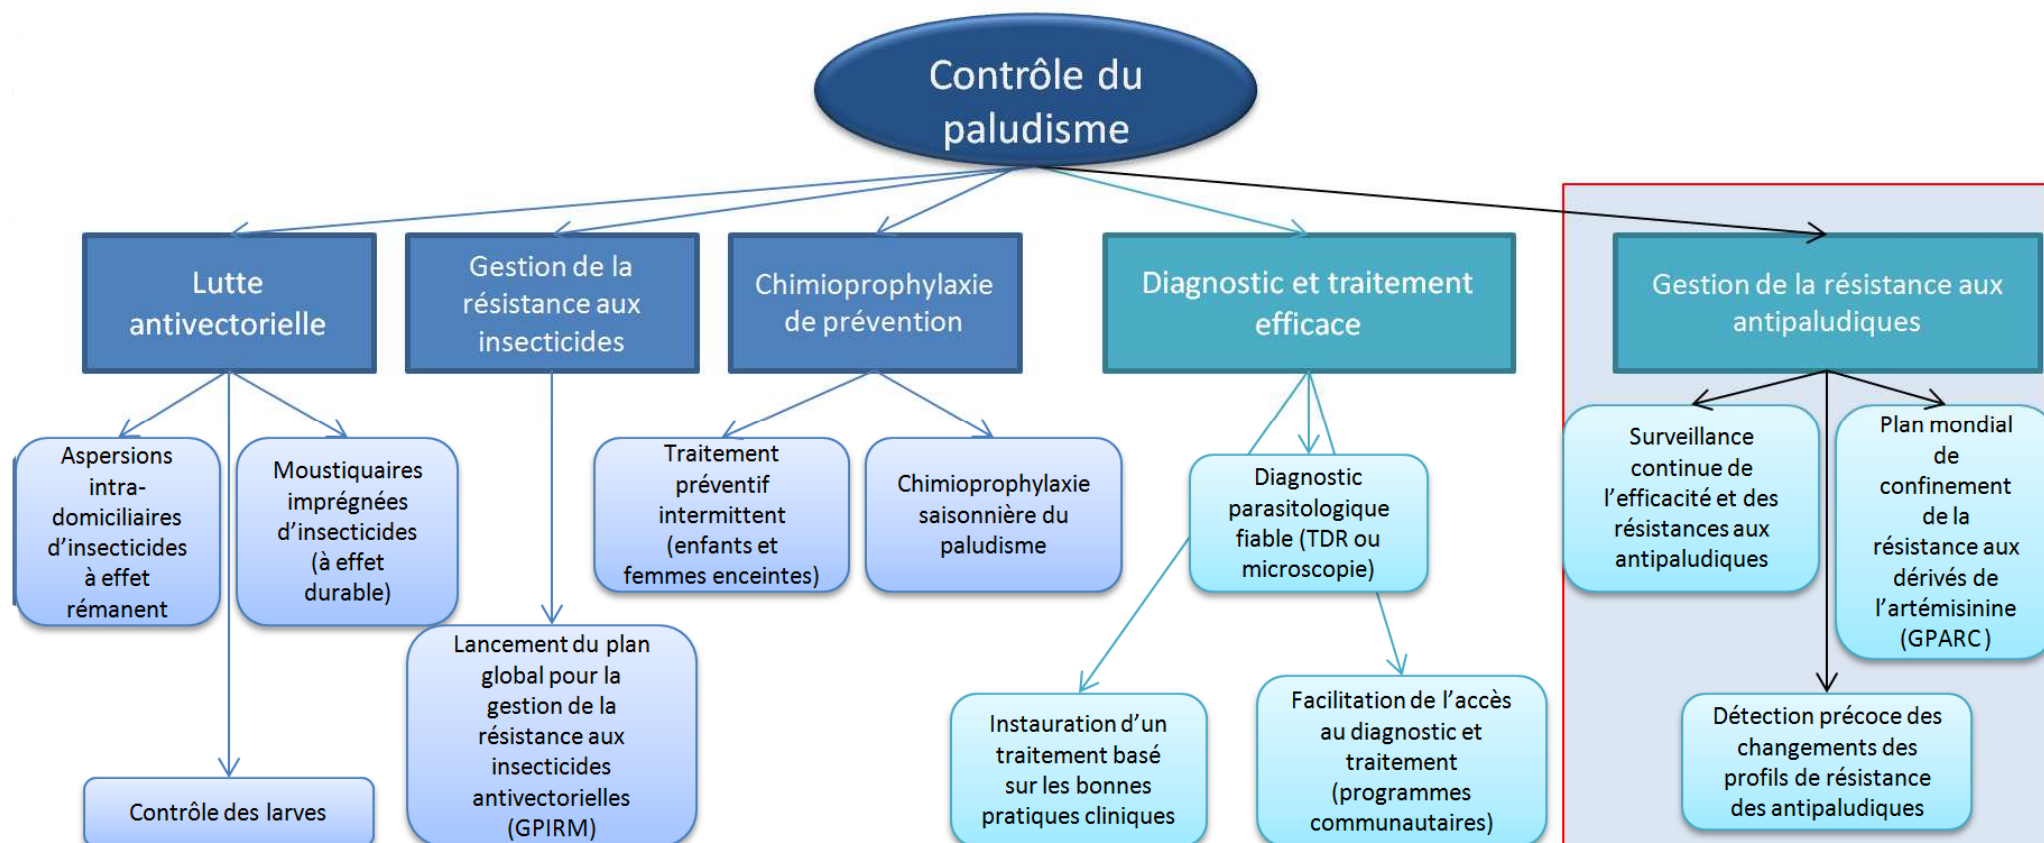 Contrôle du
paludisme
Lutte
antivectorielle
Gestion de la
résistance aux
insecticides
Chimioprophylaxie
de prévention
Diagnostic et traitement
efficace
Gestion de la résistance aux
antipaludiques
Aspersions
intra-
domiciliaires
d’insecticides
à effet
rémanent
Moustiquaires
imprégnées
d’insecticides
(à effet
durable)
Contrôle des larves
Lancement du plan
global pour la
gestion de la
résistance aux
insecticides
antivectorielles
(GPIRM)
Traitement
préventif
intermittent
(enfants et
femmes enceintes)
Chimioprophylaxie
saisonnière du
paludisme
Diagnostic
parasitologique
fiable (TDR ou
microscopie)
Instauration d’un
traitement basé
sur les bonnes
pratiques cliniques
Facilitation de l’accès
au diagnostic et
traitement
(programmes
communautaires)
Surveillance
continue de
l’efficacité et des
résistances aux
antipaludiques
Plan mondial
de
confinement
de la
résistance aux
dérivés de
l’artémisinine
(GPARC)
Détection précoce des
changements des
profils de résistance
des antipaludiques